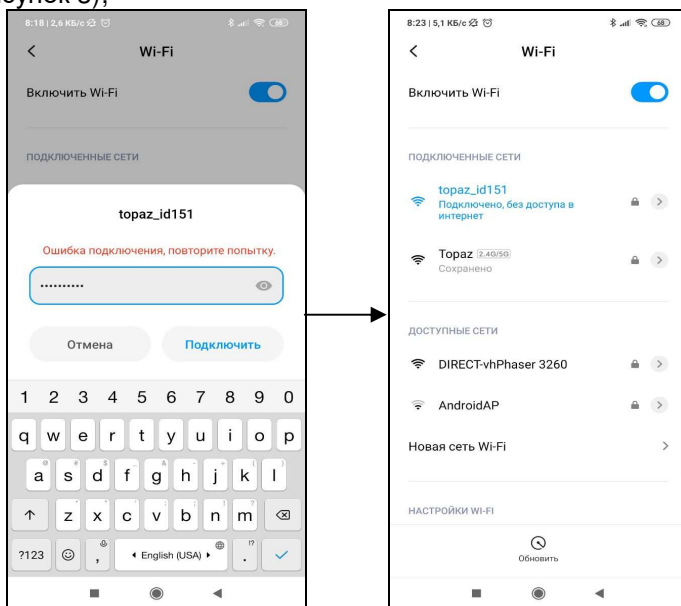 8:18 | 2,6 КБ/с
68
Wi-Fi
Включить Wi-Fi
ПОДКЛЮЧЕННЫЕ СЕТИ
topaz_id151
Ошибка подключения, повторите попытку.
••••••••••
Отмена Подключить
1 2 3 4 5 6 7 8 9 0
q w e r t y u i o p
a s d f g h j k l
z x c v b n m
?123 , English (USA) .
8:23 | 5,1 КБ/с
68
Wi-Fi
Включить Wi-Fi
ПОДКЛЮЧЕННЫЕ СЕТИ
topaz_id151
Подключено, без доступа в
интернет
Topaz 2.4G/5G
Сохранено
ДОСТУПНЫЕ СЕТИ
DIRECT-vhPhaser 3260
AndroidAP
Новая сеть Wi-Fi
НАСТРОЙКИ WI-FI
Обновить